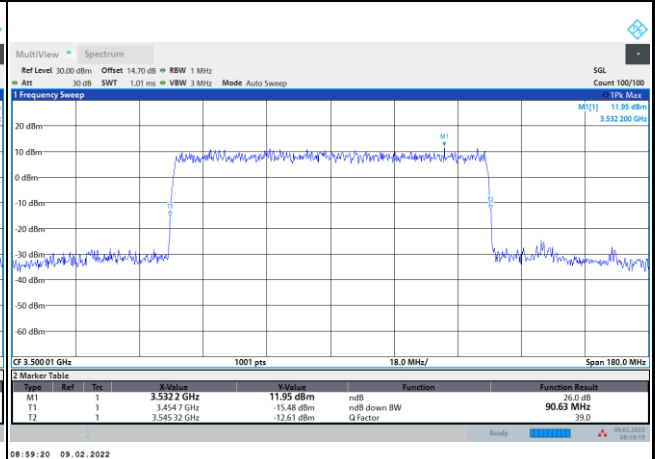 MultiView Spectrum
Ref Level 30.00 dBm Offset 14.70 dB RBW 1 MHz SGL
Att 30 dB SWT 1.01 ms VBW 3 MHz Mode Auto Sweep Count 100/100
1 Frequency Sweep 1Pk Max
M1[1] 11.95 dBm
3.532 200 GHz
20 dBm
M1
10 dBm
0 dBm
-10 dBm
T1
T2
-20 dBm
-30 dBm
-40 dBm
-50 dBm
-60 dBm
CF 3.500 01 GHz 1001 pts 18.0 MHz/ Span 180.0 MHz
2 Marker Table
Type Ref Trc X-Value Y-Value Function Function Result
M1 1 3.532 2 GHz 11.95 dBm ndB 26.0 dB
T1 1 3.454 7 GHz -15.48 dBm ndB down BW 90.63 MHz
T2 1 3.545 32 GHz -12.61 dBm Q Factor 39.0
Ready 09.02.2022
08:59:19
08:59:20 09.02.2022